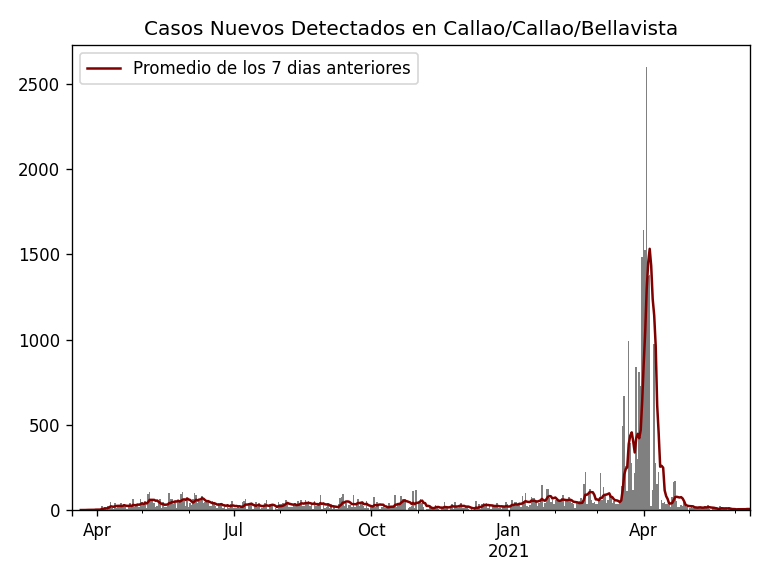 Casos Nuevos Detectados en Callao/Callao/Bellavista
Promedio de los 7 dias anteriores
2500
2000
1500
1000
500
0
Apr Jul Oct Jan Apr
2021